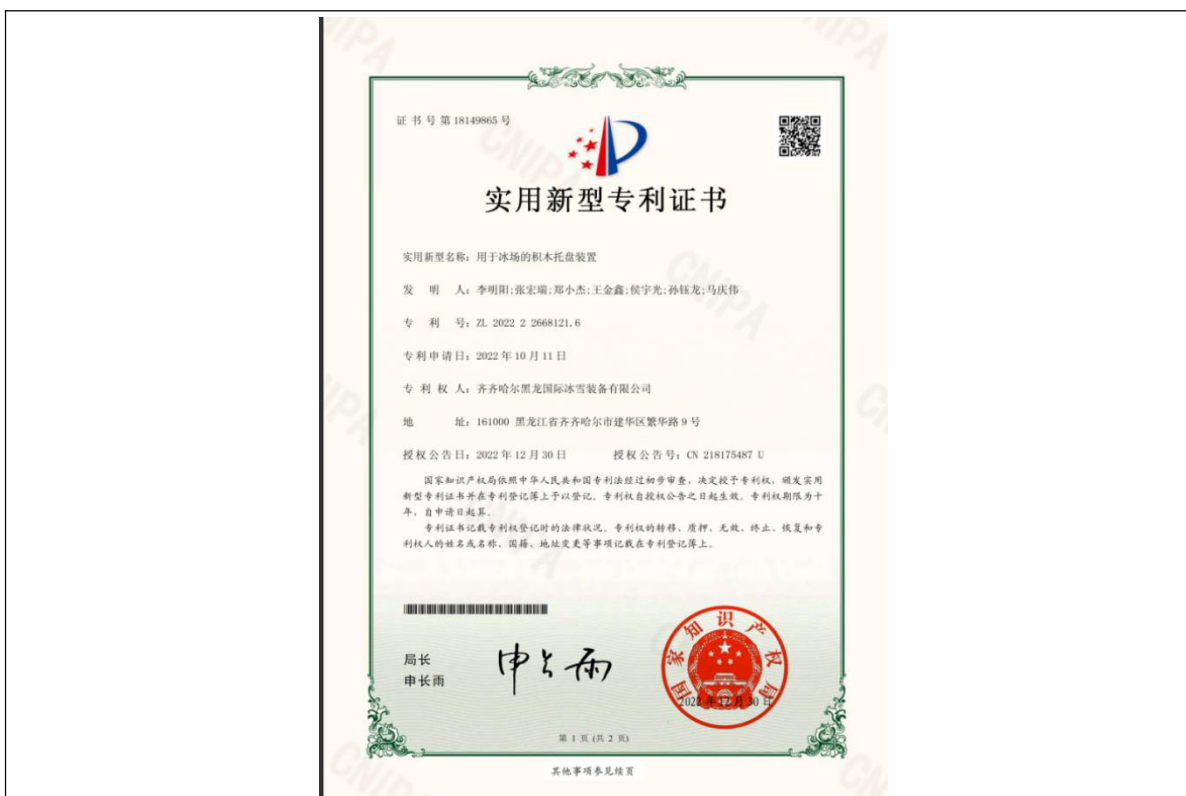 证书号第18149865号
实用新型专利证书
实用新型名称：用于冰场的积木托盘装置
发明人：李明阳;张宏瑞;郑小杰;王金鑫;侯宇光;孙钰龙;马庆伟
专利号：ZL 2022 2 2668121.6
专利申请日：2022年10月11日
专利权人：齐齐哈尔黑龙国际冰雪装备有限公司
地址：161000 黑龙江省齐齐哈尔市建华区繁华路9号
授权公告日：2022年12月30日 授权公告号：CN 218175487 U
国家知识产权局依照中华人民共和国专利法经过初步审查，决定授予专利权，颁发实用
新型专利证书并在专利登记簿上予以登记。专利权自授权公告之日起生效。专利权期限为十
年，自申请日起算。
专利证书记载专利权登记时的法律状况。专利权的转移、质押、无效、终止、恢复和专
利权人的姓名或名称、国籍、地址变更等事项记载在专利登记簿上。
局长
申长雨
申长雨
国家知识产权局
2022年12月30日
第 1 页 (共 2 页)
其他事项参见续页
CNIPA